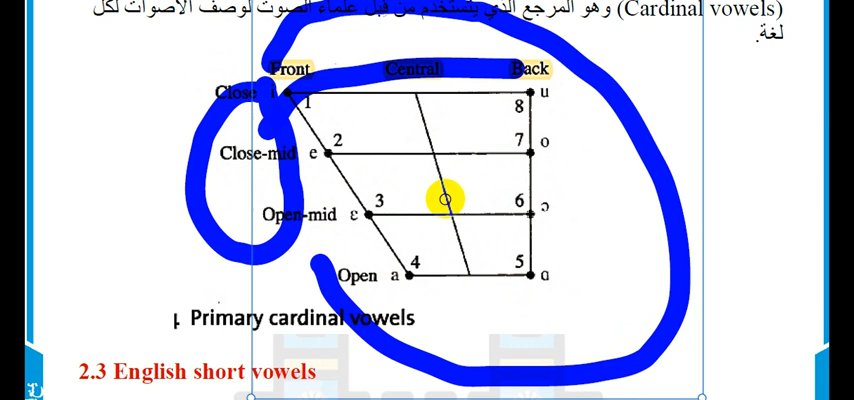 (Cardinal vowels) وهو المرجع الذي يستخدم من قبل علماء الصوت لوصف الأصوات لكل
لغة.
Front Central Back
Close i 1 8 u
Close-mid e 2 7 o
Open-mid ɛ 3 6 ɔ
Open a 4 5 ɑ
Primary cardinal vowels
2.3 English short vowels